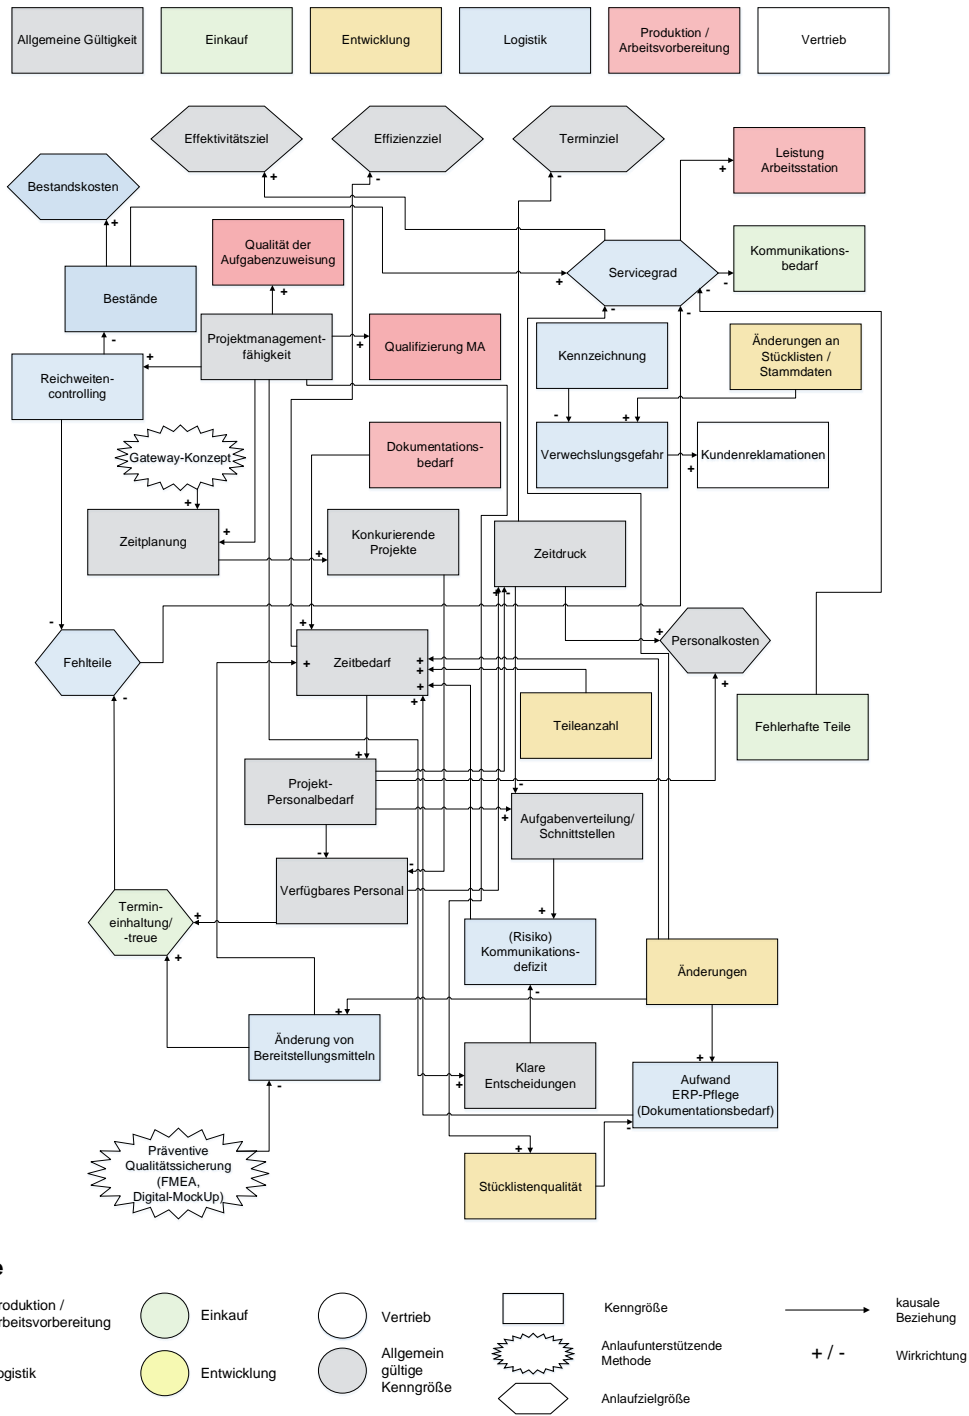 Allgemeine Gültigkeit
Einkauf
Entwicklung
Logistik
Produktion /
Arbeitsvorbereitung
Vertrieb
Effektivitätsziel
Effizienzziel
Terminziel
Leistung
Arbeitsstation
Bestandskosten
+
-
-
+
+
Qualität der
Aufgabenzuweisung
Kommunikations-
bedarf
Servicegrad
Bestände
+
-
-
+
-
-
Projektmanagement-
fähigkeit
Qualifizierung MA
+
Kennzeichnung
Änderungen an
Stücklisten /
Stammdaten
-
+
Reichweiten-
controlling
Gateway-Konzept
+
Dokumentations-
bedarf
-
+
Verwechslungsgefahr
Kundenreklamationen
+
Zeitplanung
+
Konkurierende
Projekte
+
Zeitdruck
+
-
-
Fehlteile
-
+
Zeitbedarf
+
+
+
+
+
Personalkosten
+
+
Teileanzahl
Fehlerhafte Teile
Projekt-
Personalbedarf
+
Aufgabenverteilung/
Schnittstellen
-
+
Verfügbares Personal
-
-
Termin-
einhaltung/
-treue
+
+
(Risiko)
Kommunikations-
defizit
+
-
Änderungen
Änderung von
Bereitstellungsmitteln
+
-
Klare
Entscheidungen
+
Aufwand
ERP-Pflege
(Dokumentationsbedarf)
+
-
Präventive
Qualitätssicherung
(FMEA,
Digital-MockUp)
Stücklistenqualität
+
e
roduktion /
rbeitsvorbereitung
Einkauf
Vertrieb
Kenngröße
kausale
Beziehung
ogistik
Entwicklung
Allgemein
gültige
Kenngröße
Anlaufunterstützende
Methode
+ / -
Wirkrichtung
Anlaufzielgröße